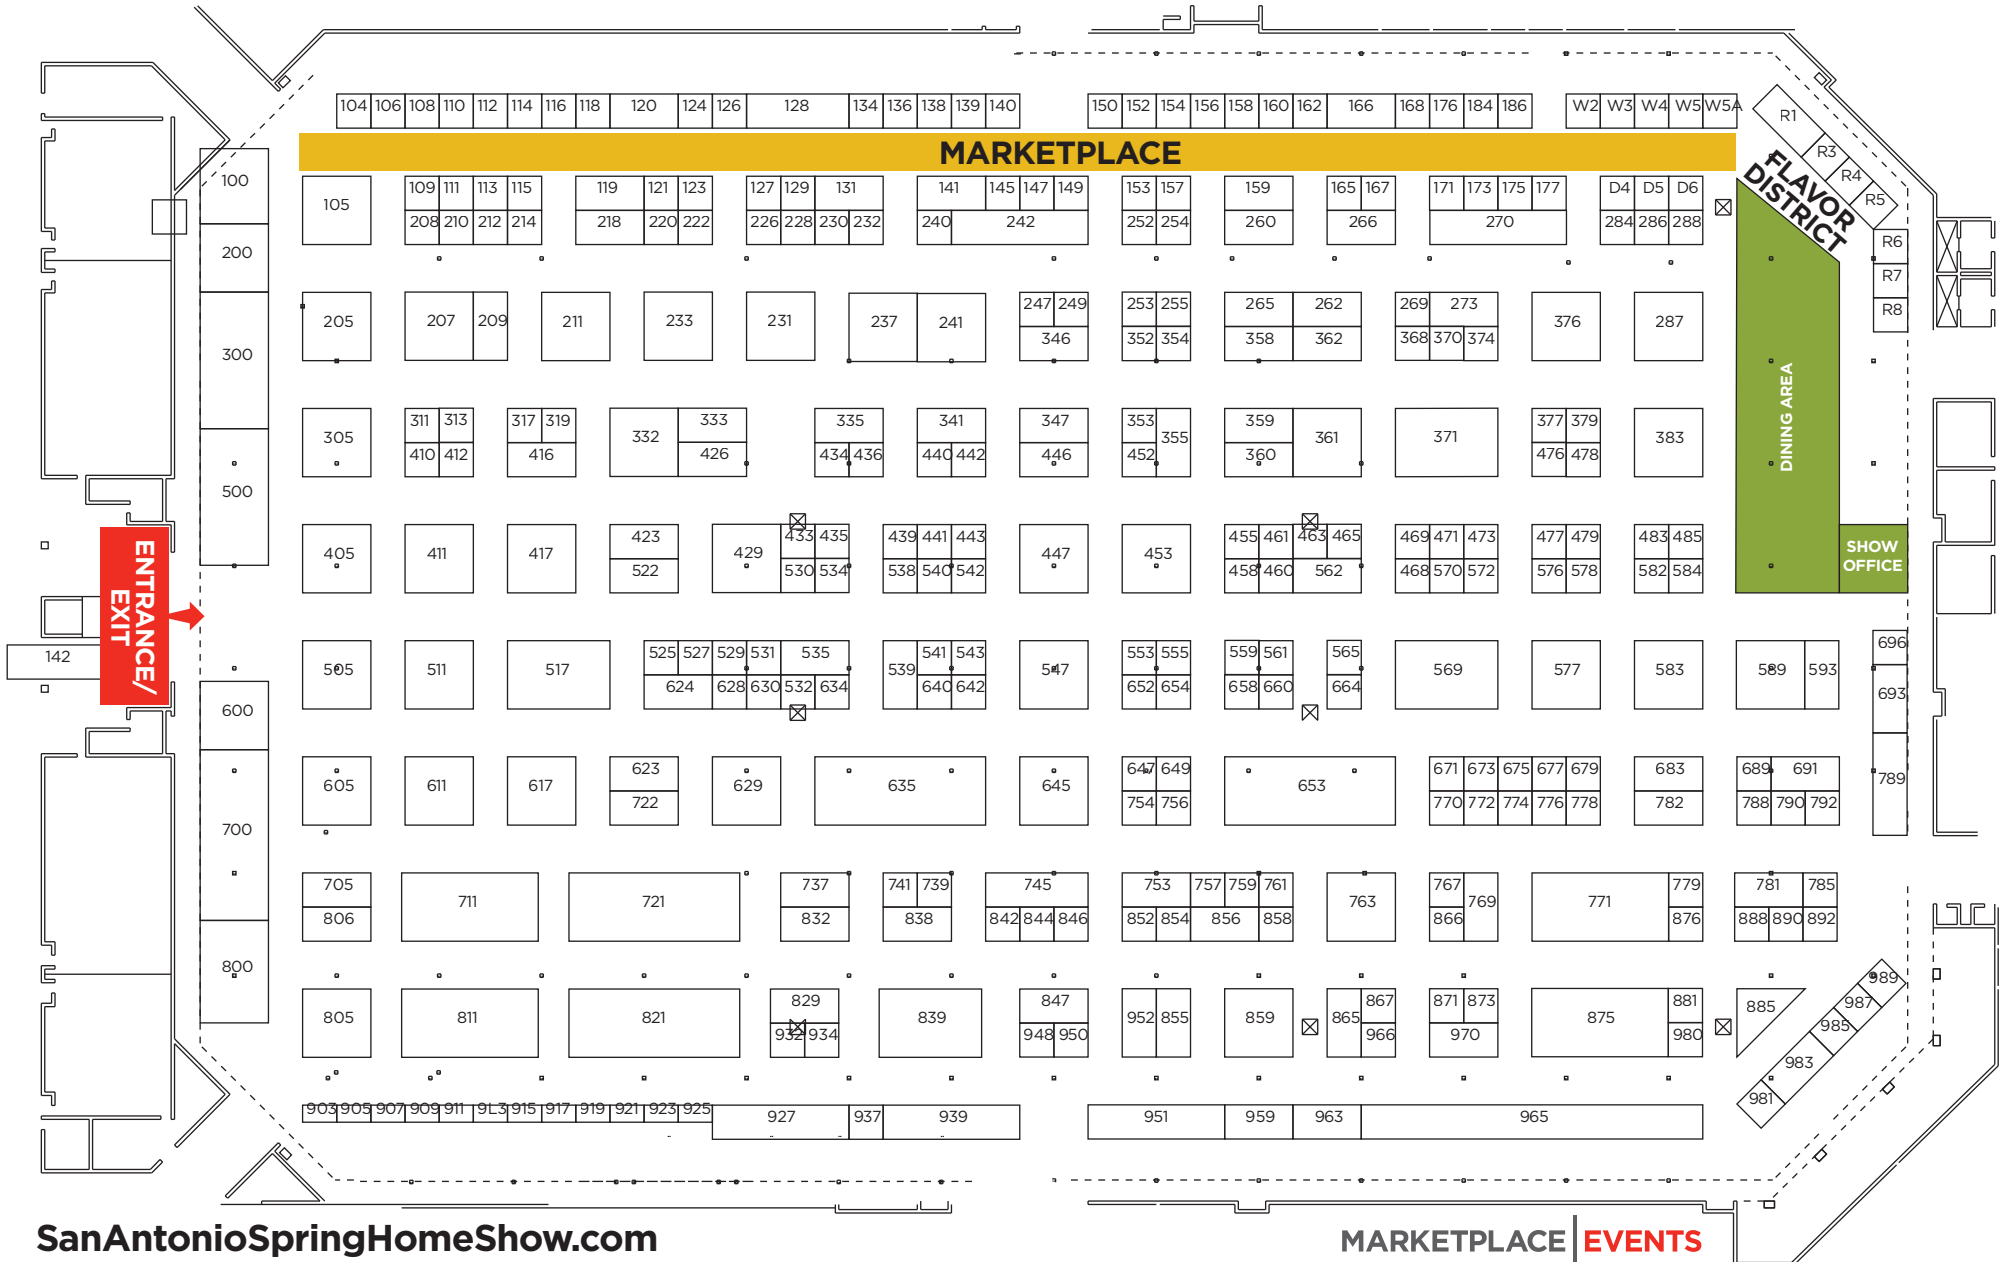 104 106 108 110 112 114 116 118 120 124 126 128 134 136 138 139 140 150 152 154 156 158 160 162 166 168 176 184 186 W2 W3 W4 W5 W5A
R1
R3
R4
R5
MARKETPLACE
FLAVOR
DISTRICT
100
105 109 111 113 115 119 121 123 127 129 131 141 145 147 149 153 157 159 165 167 171 173 175 177 D4 D5 D6
208 210 212 214 218 220 222 226 228 230 232 240 242 252 254 260 266 270 284 286 288
R6
R7
R8
200
205 207 209 211 233 231 237 241 247 249 253 255 265 262 269 273 376 287
346 352 354 358 362 368 370 374
300
305 311 313 317 319 332 333 335 341 347 353 355 359 361 371 377 379 383
410 412 416 426 434 436 440 442 446 452 360 476 478
DINING AREA
500
405 411 417 423 429 433 435 439 441 443 447 453 455 461 463 465 469 471 473 477 479 483 485
522 530 534 538 540 542 458 460 562 468 570 572 576 578 582 584
SHOW
OFFICE
ENTRANCE/
EXIT
142
505 511 517 525 527 529 531 535 539 541 543 547 553 555 559 561 565 569 577 583 589 593
624 628 630 532 634 640 642 652 654 658 660 664
696
693
789
600
605 611 617 623 629 635 645 647 649 653 671 673 675 677 679 683 689 691
722 754 756 770 772 774 776 778 782 788 790 792
700
705 711 721 737 741 739 745 753 757 759 761 763 767 769 771 779 781 785
806 832 838 842 844 846 852 854 856 858 866 876 888 890 892
800
805 811 821 829 839 847 952 855 859 865 867 871 873 875 881 885
932 934 948 950 966 970 980
989
987
985
983
981
903 905 907 909 911 9L3 915 917 919 921 923 925 927 937 939 951 959 963 965
SanAntonioSpringHomeShow.com
MARKETPLACE EVENTS